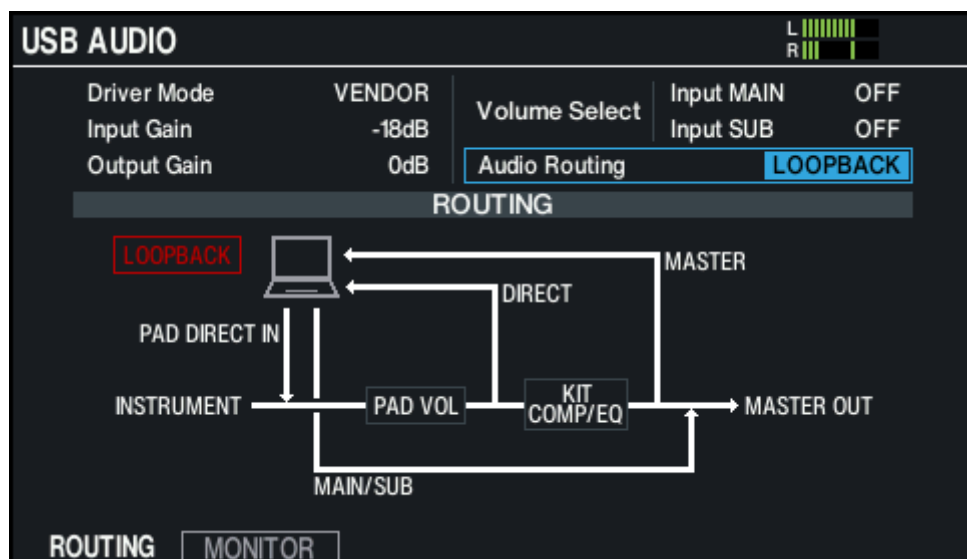 USB AUDIO
L
R
Driver Mode VENDOR
Input Gain -18dB
Output Gain 0dB
Volume Select
Input MAIN OFF
Input SUB OFF
Audio Routing LOOPBACK
ROUTING
LOOPBACK
MASTER
DIRECT
PAD DIRECT IN
INSTRUMENT
PAD VOL
KIT
COMP/EQ
MASTER OUT
MAIN/SUB
ROUTING MONITOR